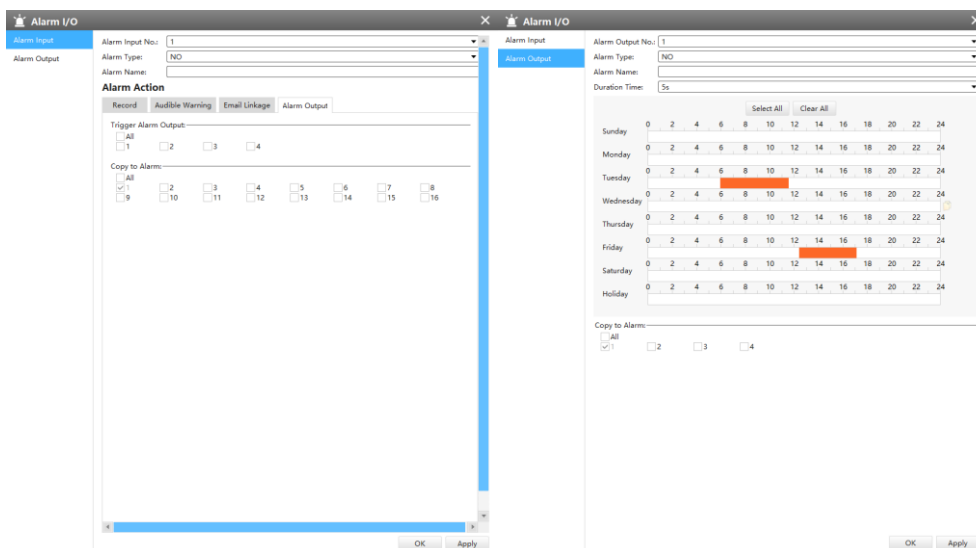 Alarm I/O
Alarm Input
Alarm Output
Alarm Input No.: 1
Alarm Type: NO
Alarm Name:
Alarm Action
Record Audible Warning Email Linkage Alarm Output
Trigger Alarm Output:
All
1 2 3 4
Copy to Alarm:
All
1 2 3 4 5 6 7 8
9 10 11 12 13 14 15 16
OK Apply
Alarm I/O
Alarm Input
Alarm Output
Alarm Output No.: 1
Alarm Type: NO
Alarm Name:
Duration Time: 5s
Select All Clear All
0 2 4 6 8 10 12 14 16 18 20 22 24
Sunday
0 2 4 6 8 10 12 14 16 18 20 22 24
Monday
0 2 4 6 8 10 12 14 16 18 20 22 24
Tuesday
0 2 4 6 8 10 12 14 16 18 20 22 24
Wednesday
0 2 4 6 8 10 12 14 16 18 20 22 24
Thursday
0 2 4 6 8 10 12 14 16 18 20 22 24
Friday
0 2 4 6 8 10 12 14 16 18 20 22 24
Saturday
0 2 4 6 8 10 12 14 16 18 20 22 24
Holiday
Copy to Alarm:
All
1 2 3 4
OK Apply